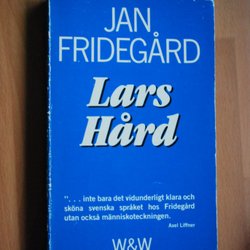 JAN
FRIDEGÅRD
Lars
Hård
". . . inte bara det vidunderligt klara och
sköna svenska språket hos Fridegård
utan också människoteckningen.
Axel Liffner
W&W